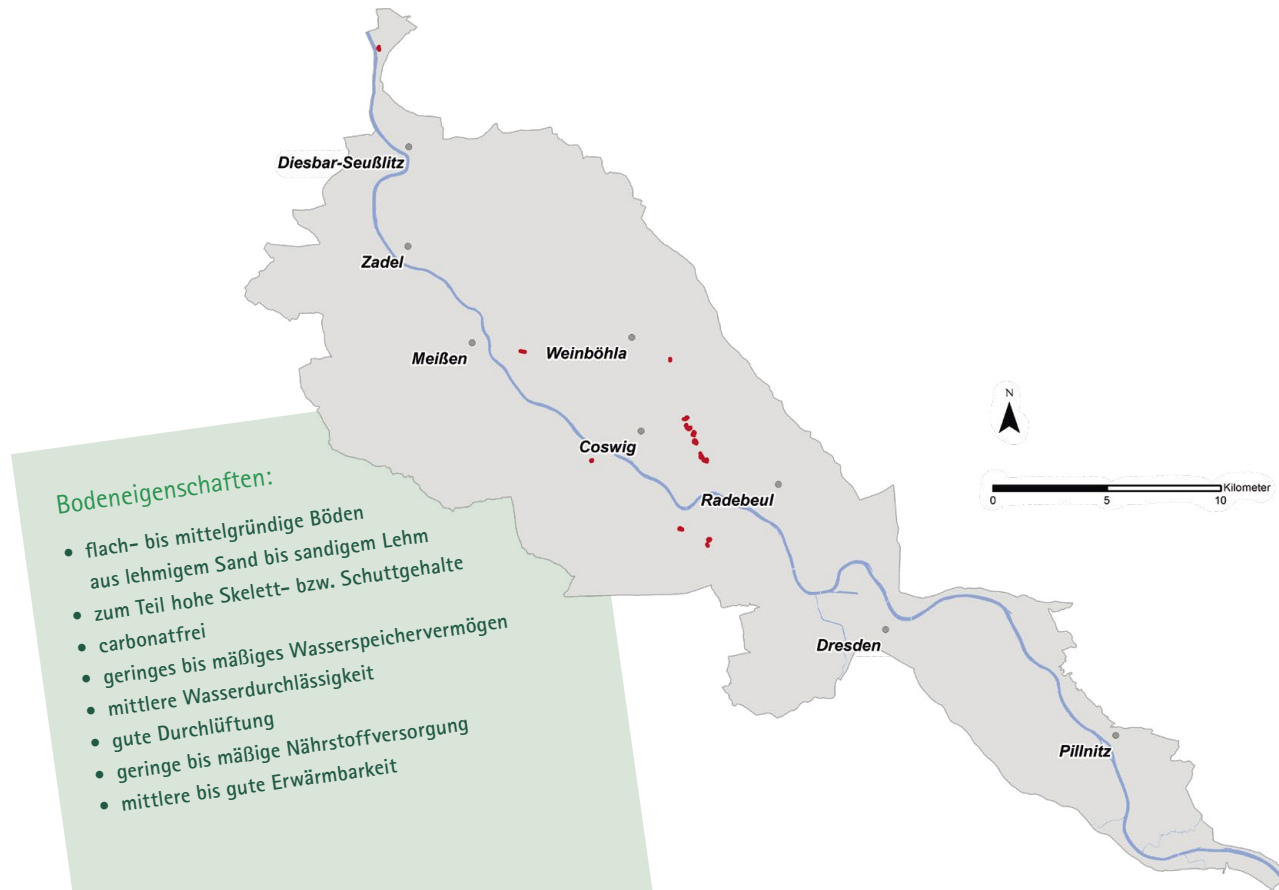 Diesbar-Seußlitz
Zadel
Meißen
Weinböhla
Coswig
Radebeul
Dresden
Pillnitz
N
Kilometer
0 5 10
Bodeneigenschaften:
• flach- bis mittelgründige Böden
aus lehmigem Sand bis sandigem Lehm
• zum Teil hohe Skelett- bzw. Schuttgehalte
• carbonatfrei
• geringes bis mäßiges Wasserspeichervermögen
• mittlere Wasserdurchlässigkeit
• gute Durchlüftung
• geringe bis mäßige Nährstoffversorgung
• mittlere bis gute Erwärmbarkeit